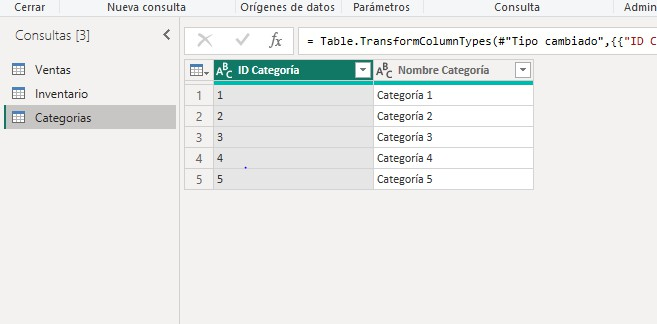 Cerrar Nueva consulta Orígenes de datos Parámetros Consulta Admin
Consultas [3]
= Table.TransformColumnTypes(#"Tipo cambiado",{{"ID C
Ventas
Inventario
Categorias
ABC ID Categoría ABC Nombre Categoría
1 1 Categoría 1
2 2 Categoría 2
3 3 Categoría 3
4 4 Categoría 4
5 5 Categoría 5